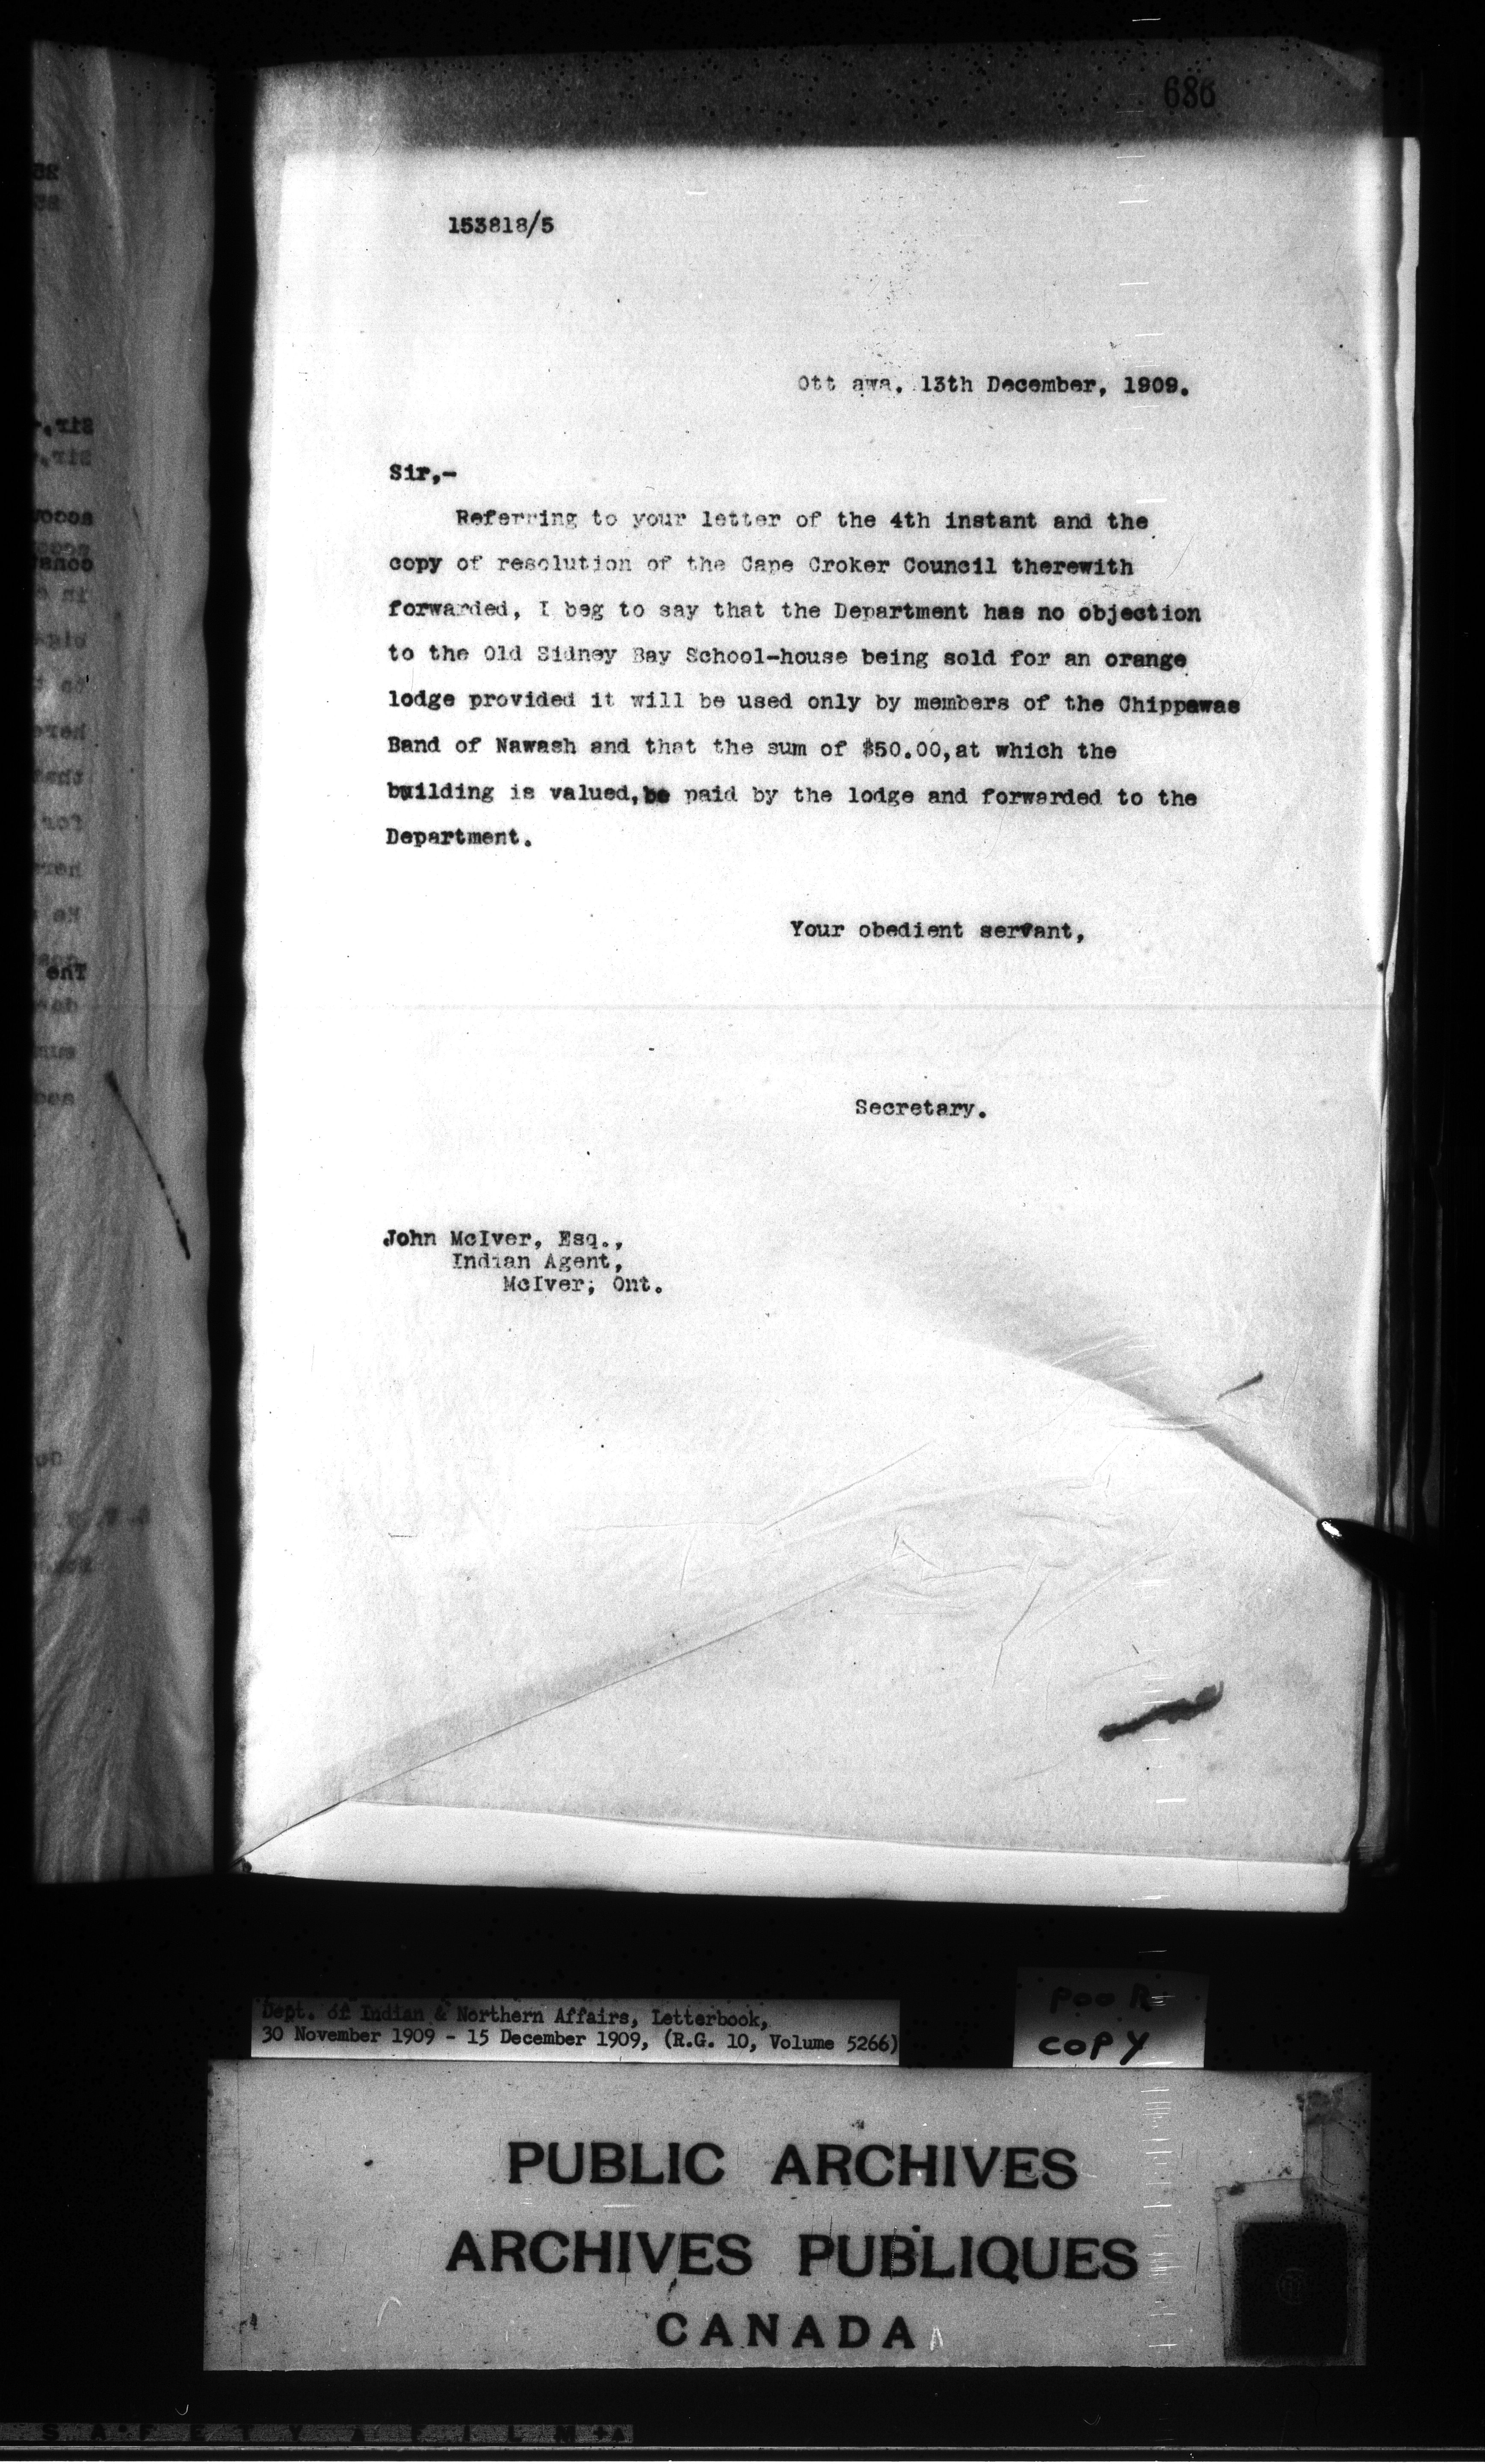 686
153818/5
Ott awa. 13th December, 1909.
Sir,-
Referring to your letter of the 4th instant and the
copy of resolution of the Cape Croker Council therewith
forwarded, I beg to say that the Department has no objection
to the Old Sidney Bay School-house being sold for an orange
lodge provided it will be used only by members of the Chippewas
Band of Nawash and that the sum of $50.00, at which the
building is valued, be paid by the lodge and forwarded to the
Department.
Your obedient servant,
Secretary.
John McIver, Esq.,
Indian Agent,
McIver, Ont.
Dept. of Indian & Northern Affairs, Letterbook,
30 November 1909 - 15 December 1909, (R.G. 10, Volume 5266)
POOR
COPY
PUBLIC ARCHIVES
ARCHIVES PUBLIQUES
CANADA
SAFETY FILM